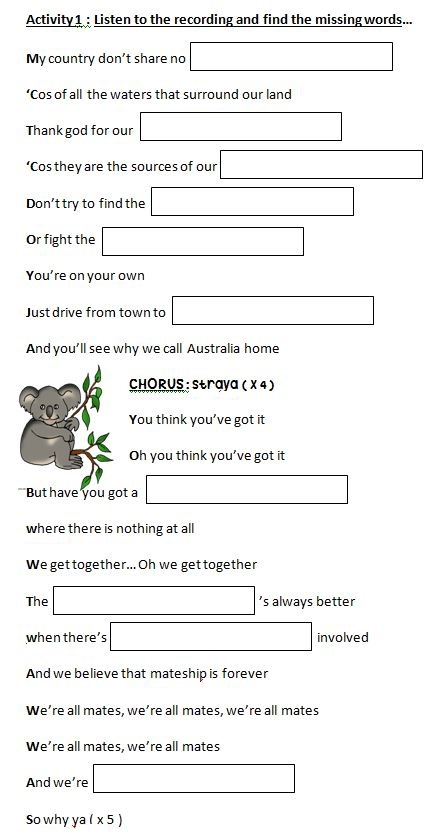 Activity 1 : Listen to the recording and find the missing words…
My country don’t share no
‘Cos of all the waters that surround our land
Thank god for our
‘Cos they are the sources of our
Don’t try to find the
Or fight the
You’re on your own
Just drive from town to
And you’ll see why we call Australia home
CHORUS : straya ( X 4 )
You think you’ve got it
Oh you think you’ve got it
But have you got a
where there is nothing at all
We get together… Oh we get together
The ’s always better
when there’s involved
And we believe that mateship is forever
We’re all mates, we’re all mates, we’re all mates
We’re all mates, we’re all mates
And we’re
So why ya ( x 5 )